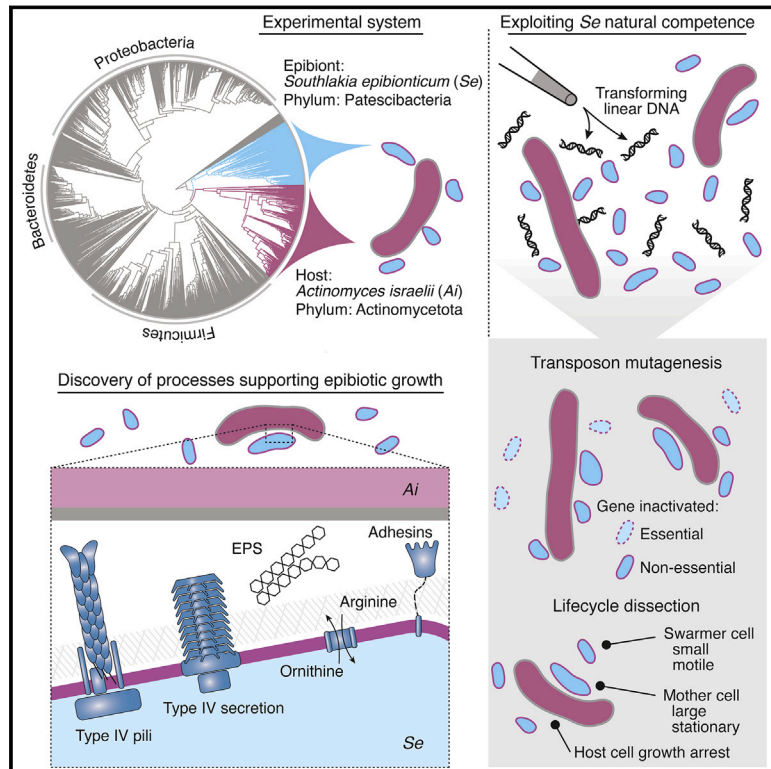 Experimental system
Proteobacteria
Bacteroidetes
Firmicutes
Epibiont:
Southlakia epibionticum (Se)
Phylum: Patescibacteria
Host:
Actinomyces israelii (Ai)
Phylum: Actinomycetota
Exploiting Se natural competence
Transforming
linear DNA
Discovery of processes supporting epibiotic growth
Ai
EPS
Adhesins
Arginine
Ornithine
Type IV secretion
Type IV pili
Se
Transposon mutagenesis
Gene inactivated:
Essential
Non-essential
Lifecycle dissection
Swarmer cell
small
motile
Mother cell
large
stationary
Host cell growth arrest